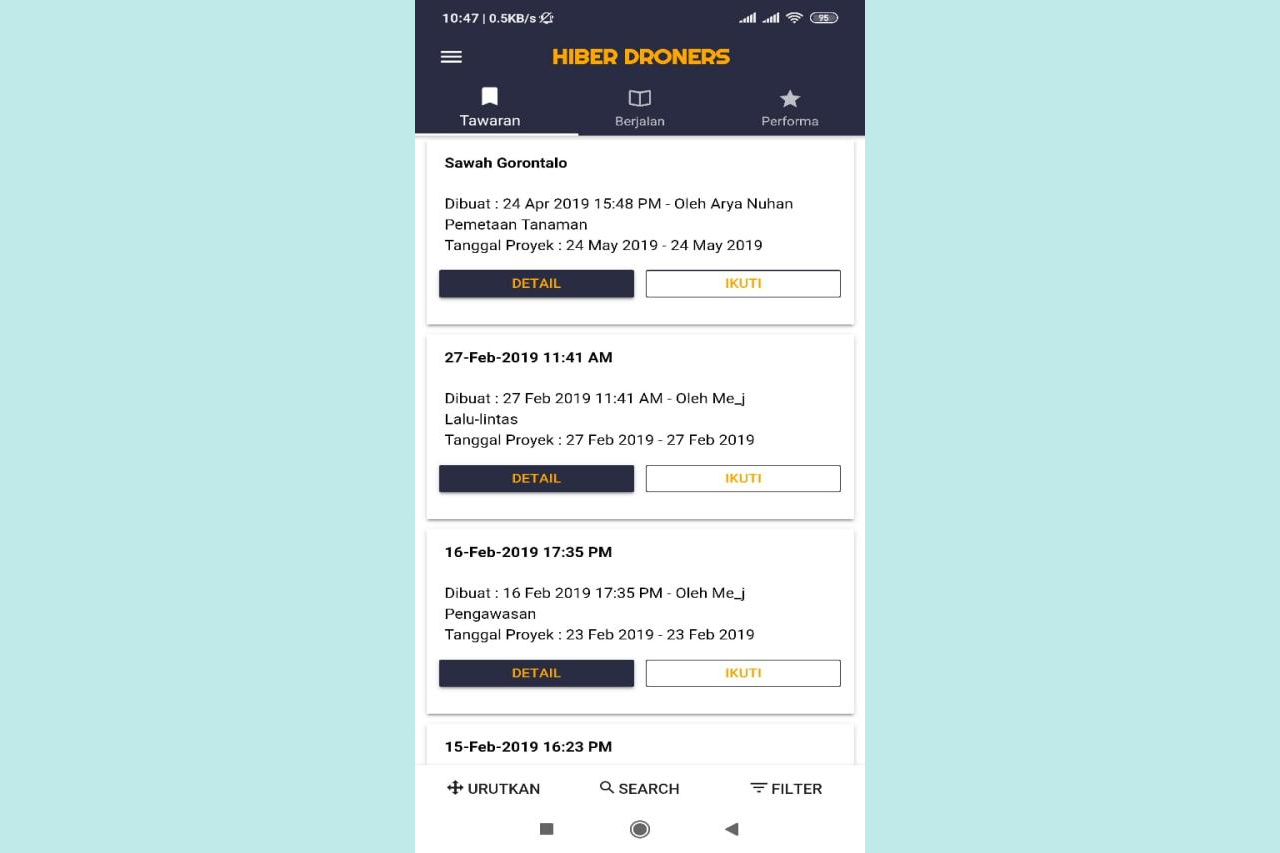 10:47 | 0.5KB/s
95
HIBER DRONERS
Tawaran
Berjalan
Performa
Sawah Gorontalo
Dibuat : 24 Apr 2019 15:48 PM - Oleh Arya Nuhan
Pemetaan Tanaman
Tanggal Proyek : 24 May 2019 - 24 May 2019
DETAIL
IKUTI
27-Feb-2019 11:41 AM
Dibuat : 27 Feb 2019 11:41 AM - Oleh Me_j
Lalu-lintas
Tanggal Proyek : 27 Feb 2019 - 27 Feb 2019
DETAIL
IKUTI
16-Feb-2019 17:35 PM
Dibuat : 16 Feb 2019 17:35 PM - Oleh Me_j
Pengawasan
Tanggal Proyek : 23 Feb 2019 - 23 Feb 2019
DETAIL
IKUTI
15-Feb-2019 16:23 PM
URUTKAN
SEARCH
FILTER